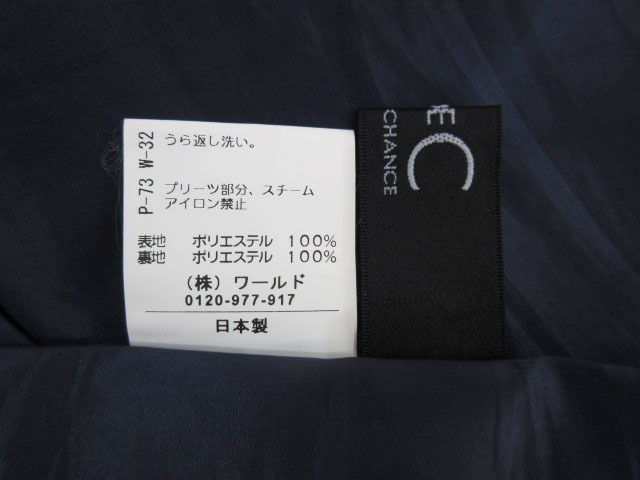 P-73 W-32
うら返し洗い。
プリーツ部分、スチーム
アイロン禁止
表地 ポリエステル 100%
裏地 ポリエステル 100%
(株) ワールド
0120-977-917
日本製
C
CHANCE